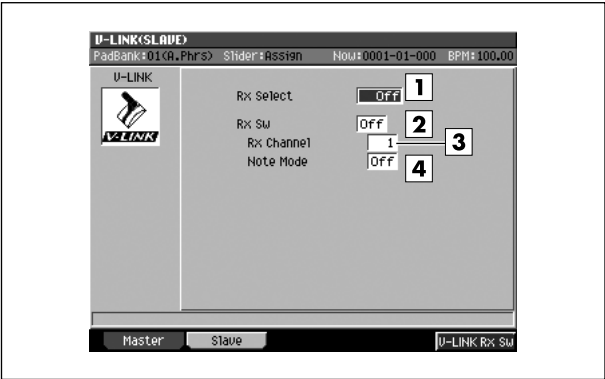 V-LINK(SLAVE)
PadBank:01(A.Phrs) Slider:Assign Now:0001-01-000 BPM:100.00
V-LINK
V-LINK
Rx Select Off 1
Rx Sw Off 2
Rx Channel 1 3
Note Mode Off 4
Master Slave V-LINK Rx Sw